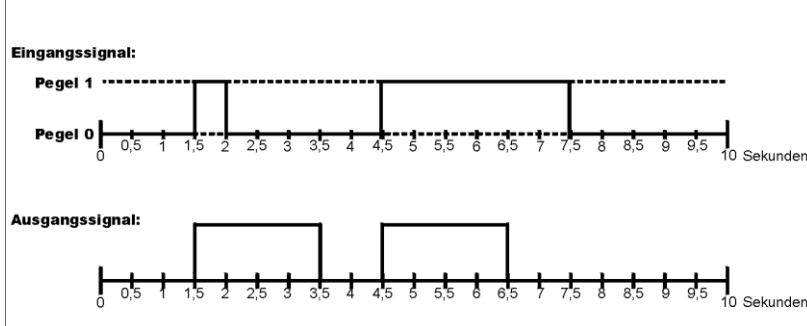 Eingangssignal:
Pegel 1
Pegel 0
0 0,5 1 1,5 2 2,5 3 3,5 4 4,5 5 5,5 6 6,5 7 7,5 8 8,5 9 9,5 10 Sekunden
Ausgangssignal:
0 0,5 1 1,5 2 2,5 3 3,5 4 4,5 5 5,5 6 6,5 7 7,5 8 8,5 9 9,5 10 Sekunden